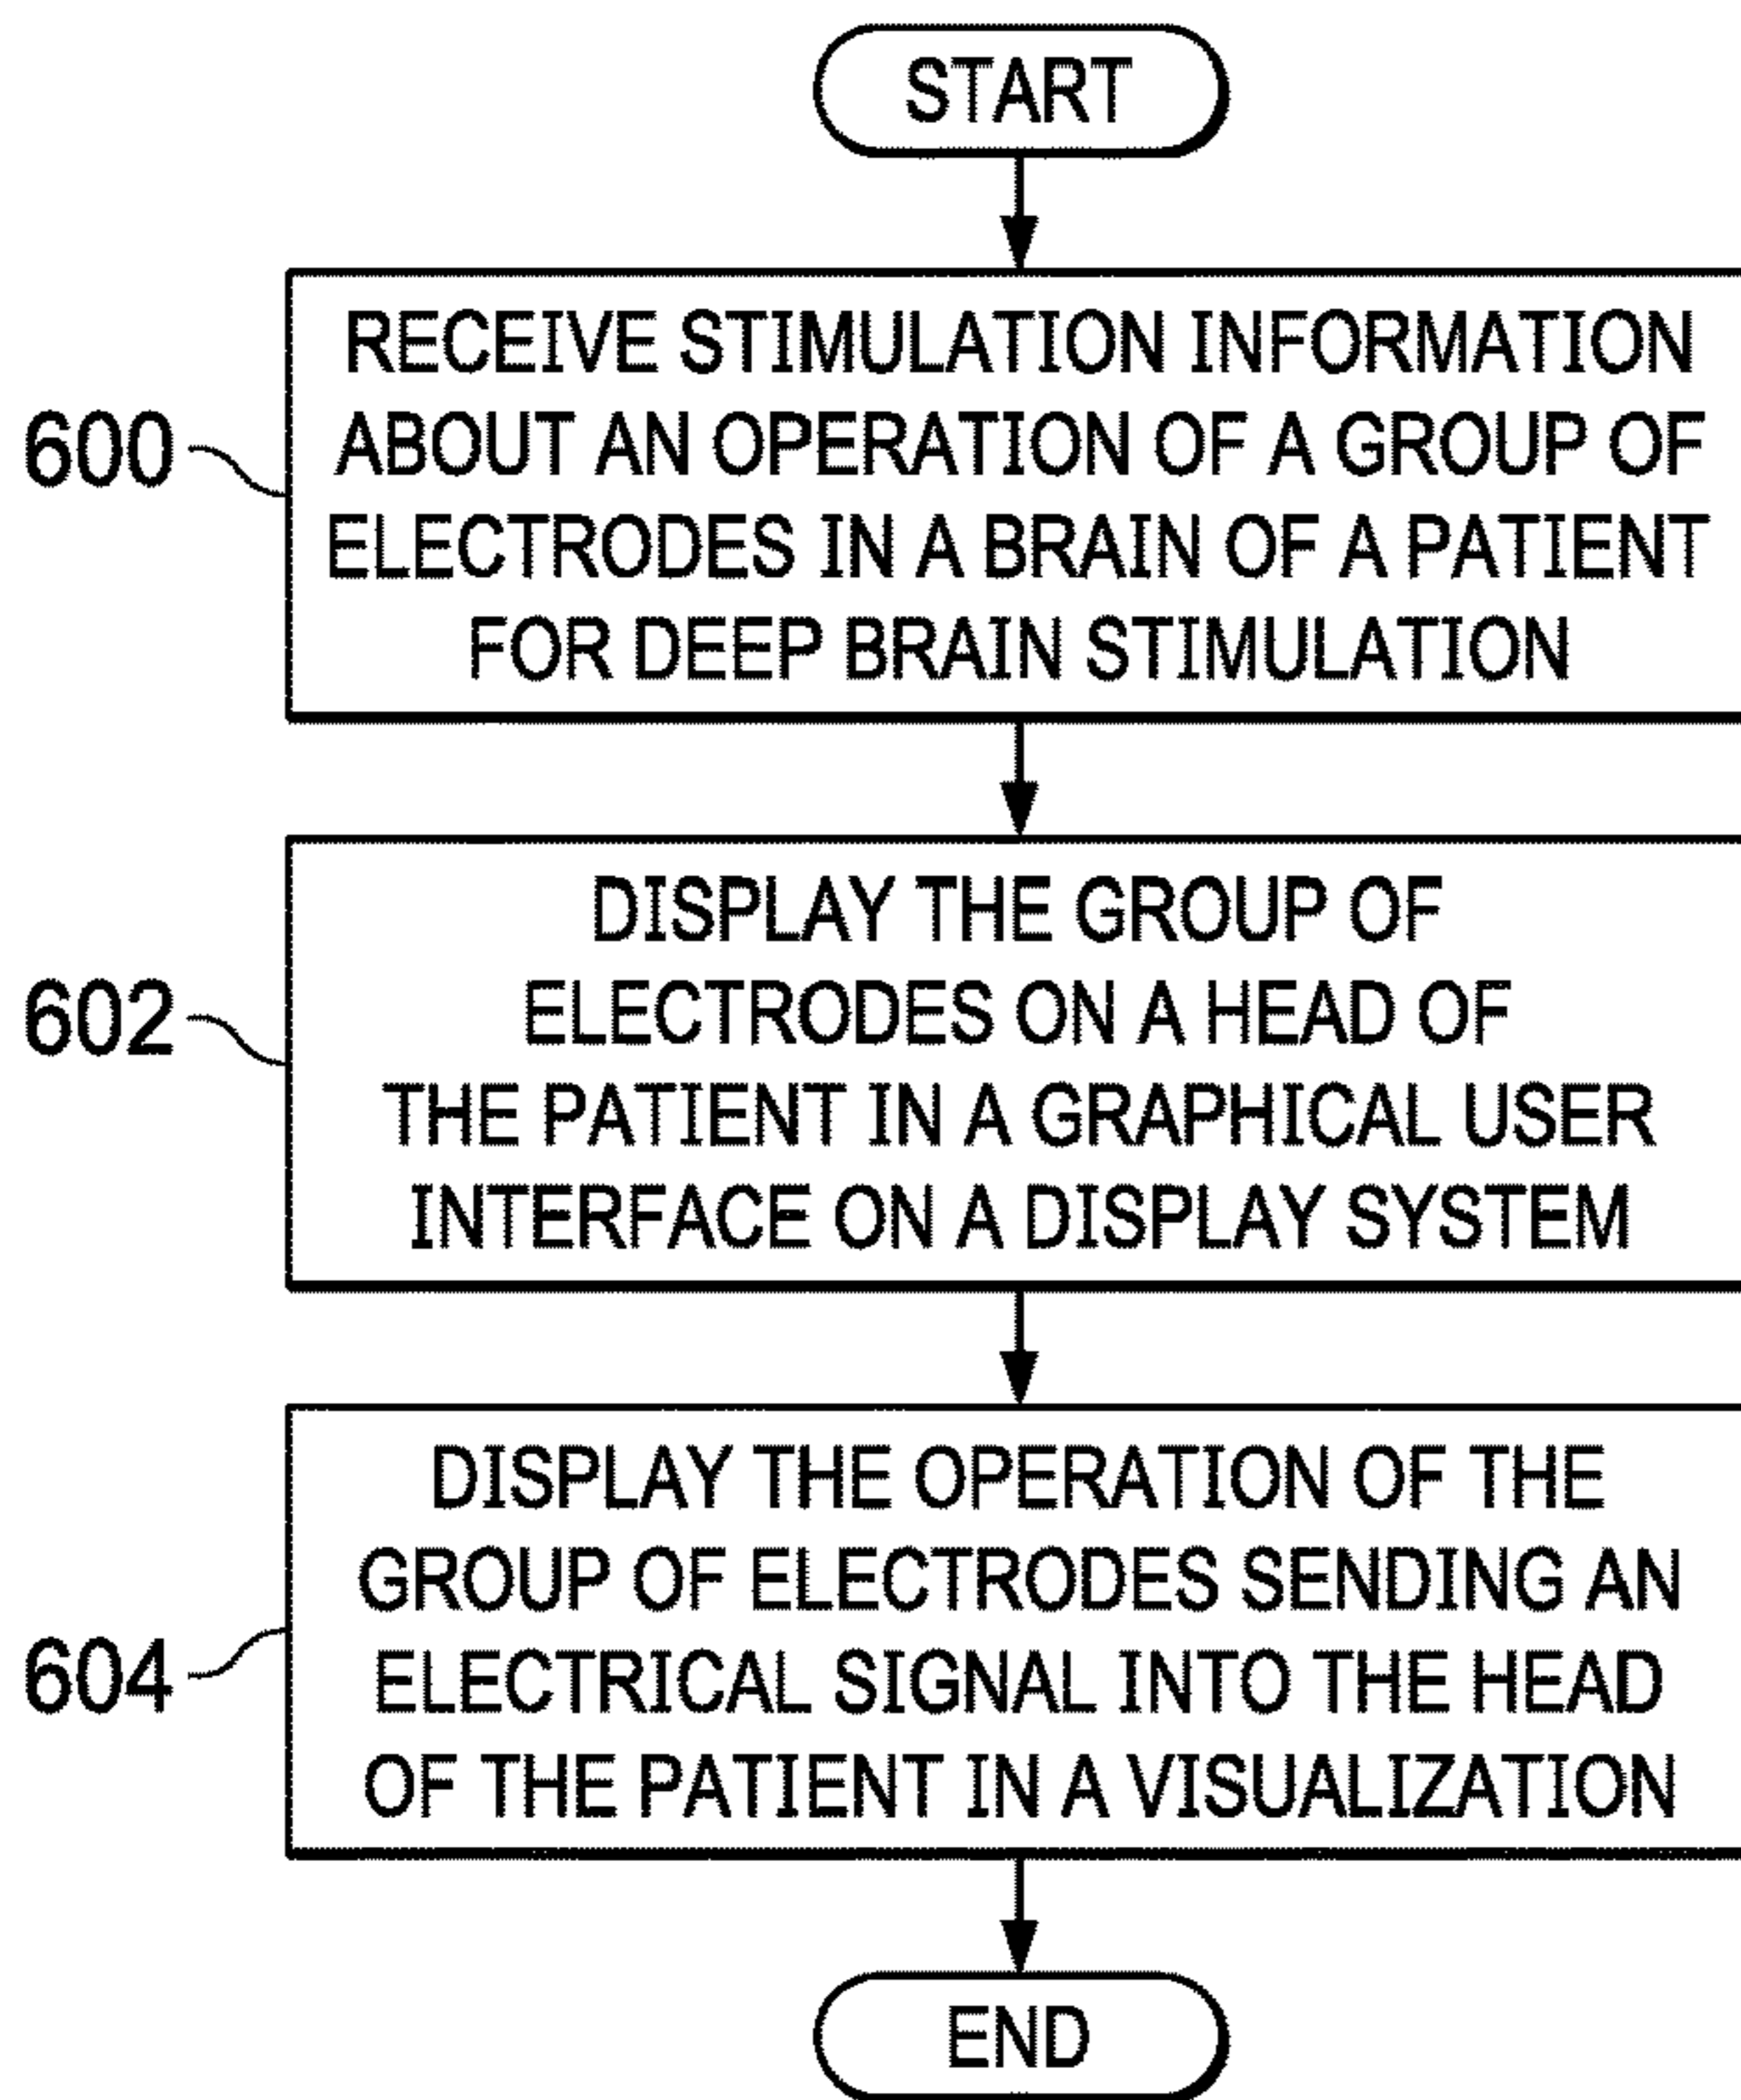 START
600
RECEIVE STIMULATION INFORMATION
ABOUT AN OPERATION OF A GROUP OF
ELECTRODES IN A BRAIN OF A PATIENT
FOR DEEP BRAIN STIMULATION
602
DISPLAY THE GROUP OF
ELECTRODES ON A HEAD OF
THE PATIENT IN A GRAPHICAL USER
INTERFACE ON A DISPLAY SYSTEM
604
DISPLAY THE OPERATION OF THE
GROUP OF ELECTRODES SENDING AN
ELECTRICAL SIGNAL INTO THE HEAD
OF THE PATIENT IN A VISUALIZATION
END